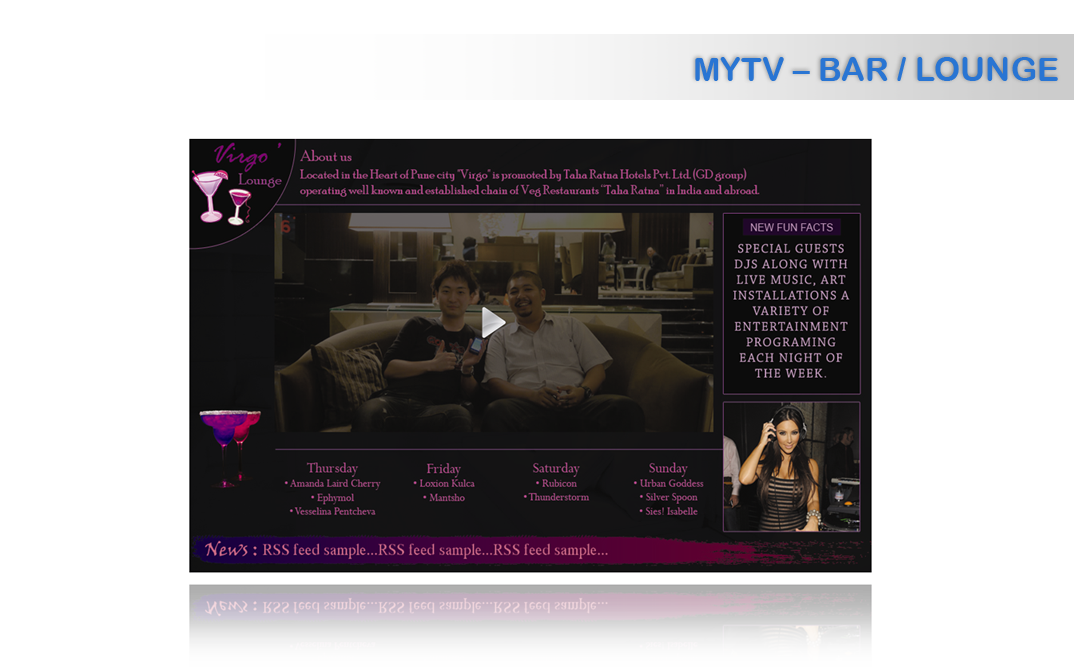 MYTV – BAR / LOUNGE
Virgo '
Lounge
About us
Located in the Heart of Pune city "Virgo" is promoted by Taha Ratna Hotels Pvt. Ltd. (GD group)
operating well known and established chain of Veg Restaurants "Taha Ratna" in India and abroad.
6
NEW FUN FACTS
SPECIAL GUESTS
DJS ALONG WITH
LIVE MUSIC, ART
INSTALLATIONS A
VARIETY OF
ENTERTAINMENT
PROGRAMING
EACH NIGHT OF
THE WEEK.
Thursday
• Amanda Laird Cherry
• Ephymol
• Vesselina Pentcheva
Friday
• Loxion Kulca
• Mantsho
Saturday
• Rubicon
• Thunderstorm
Sunday
• Urban Goddess
• Silver Spoon
• Sies! Isabelle
News : RSS feed sample...RSS feed sample...RSS feed sample...